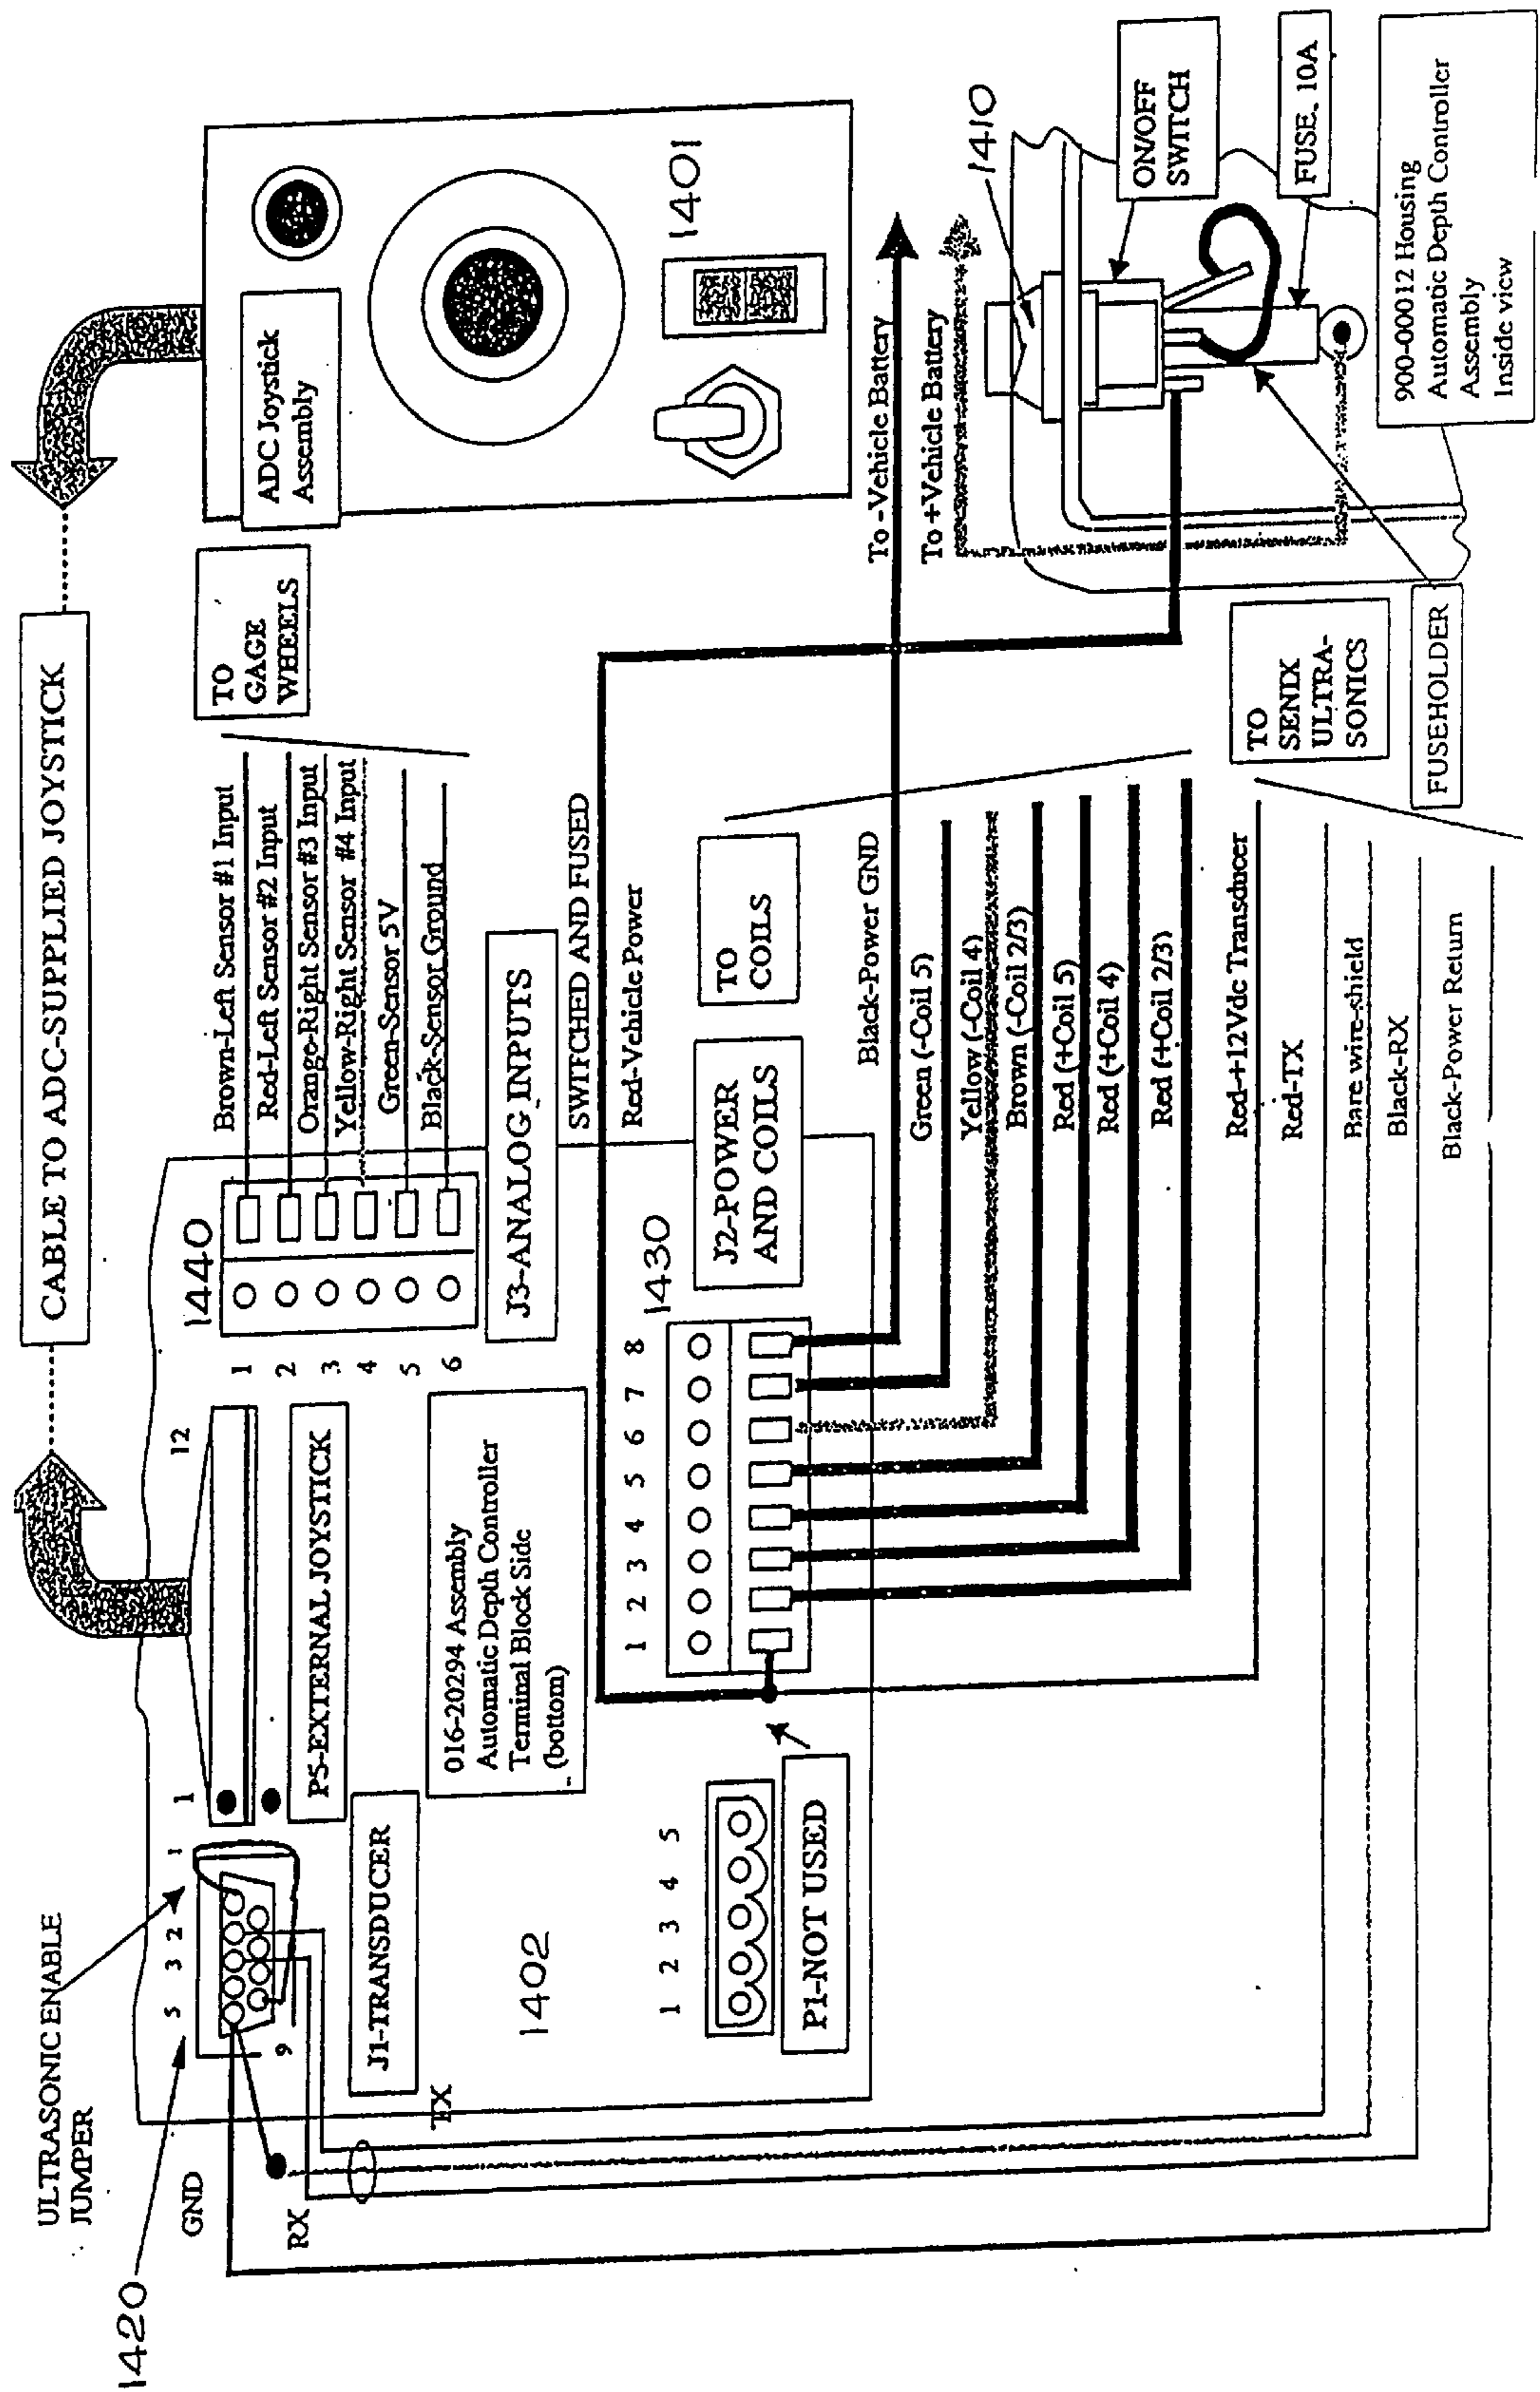 CABLE TO ADC-SUPPLIED JOYSTICK
ULTRASONIC ENABLE
JUMPER
1420
GND
RX
TX
5 3 2 1
9
J1-TRANSDUCER
1 12
P5-EXTERNAL JOYSTICK
016-20294 Assembly
Automatic Depth Controller
Terminal Block Side
(bottom)
1402
1 2 3 4 5
P1-NOT USED
1440
1
2
3
4
5
6
J3-ANALOG INPUTS
Brown-Left Sensor #1 Input
Red-Left Sensor #2 Input
Orange-Right Sensor #3 Input
Yellow-Right Sensor #4 Input
Green-Sensor 5V
Black-Sensor Ground
TO
GAGE
WHEELS
ADC Joystick
Assembly
1401
SWITCHED AND FUSED
Red-Vehicle Power
1430
1 2 3 4 5 6 7 8
J2-POWER
AND COILS
TO
COILS
Black-Power GND
Green (-Coil 5)
Yellow (-Coil 4)
Brown (-Coil 2/3)
Red (+Coil 5)
Red (+Coil 4)
Red (+Coil 2/3)
To -Vehicle Battery
To +Vehicle Battery
Red-+12Vdc Transducer
Red-TX
Bare wire-shield
Black-RX
Black-Power Return
TO
SENIX
ULTRA-
SONICS
FUSEHOLDER
1410
ON/OFF
SWITCH
FUSE. 10A
900-00012 Housing
Automatic Depth Controller
Assembly
Inside view